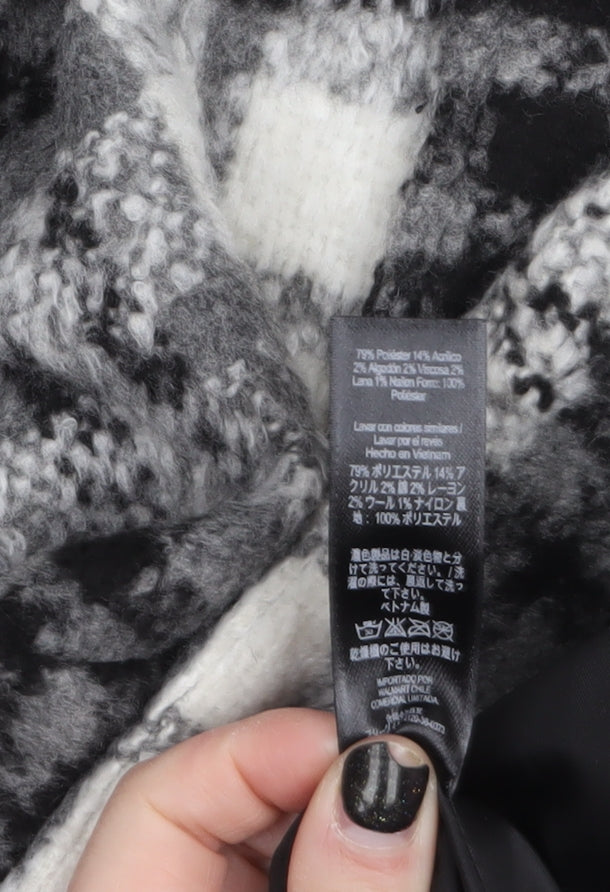 79% Poliéster 14% Acrílico
2% Algodón 2% Viscosa 2%
Lana 1% Nailon Forro: 100%
Poliéster
Lavar con colores similares /
Lavar por el revés
Hecho en Vietnam
79% ポリエステル 14%ア
クリル 2% 綿 2% レーヨン
2% ウール 1% ナイロン 裏
地 : 100% ポリエステル
濃色製品は白・淡色物と分
けて洗ってください。/ 洗
濯の際には、裏返して洗っ
て下さい。
ベトナム製
乾燥機のご使用はお避け
下さい。
IMPORTADO POR
WALMART CHILE
COMERCIAL LIMITADA.